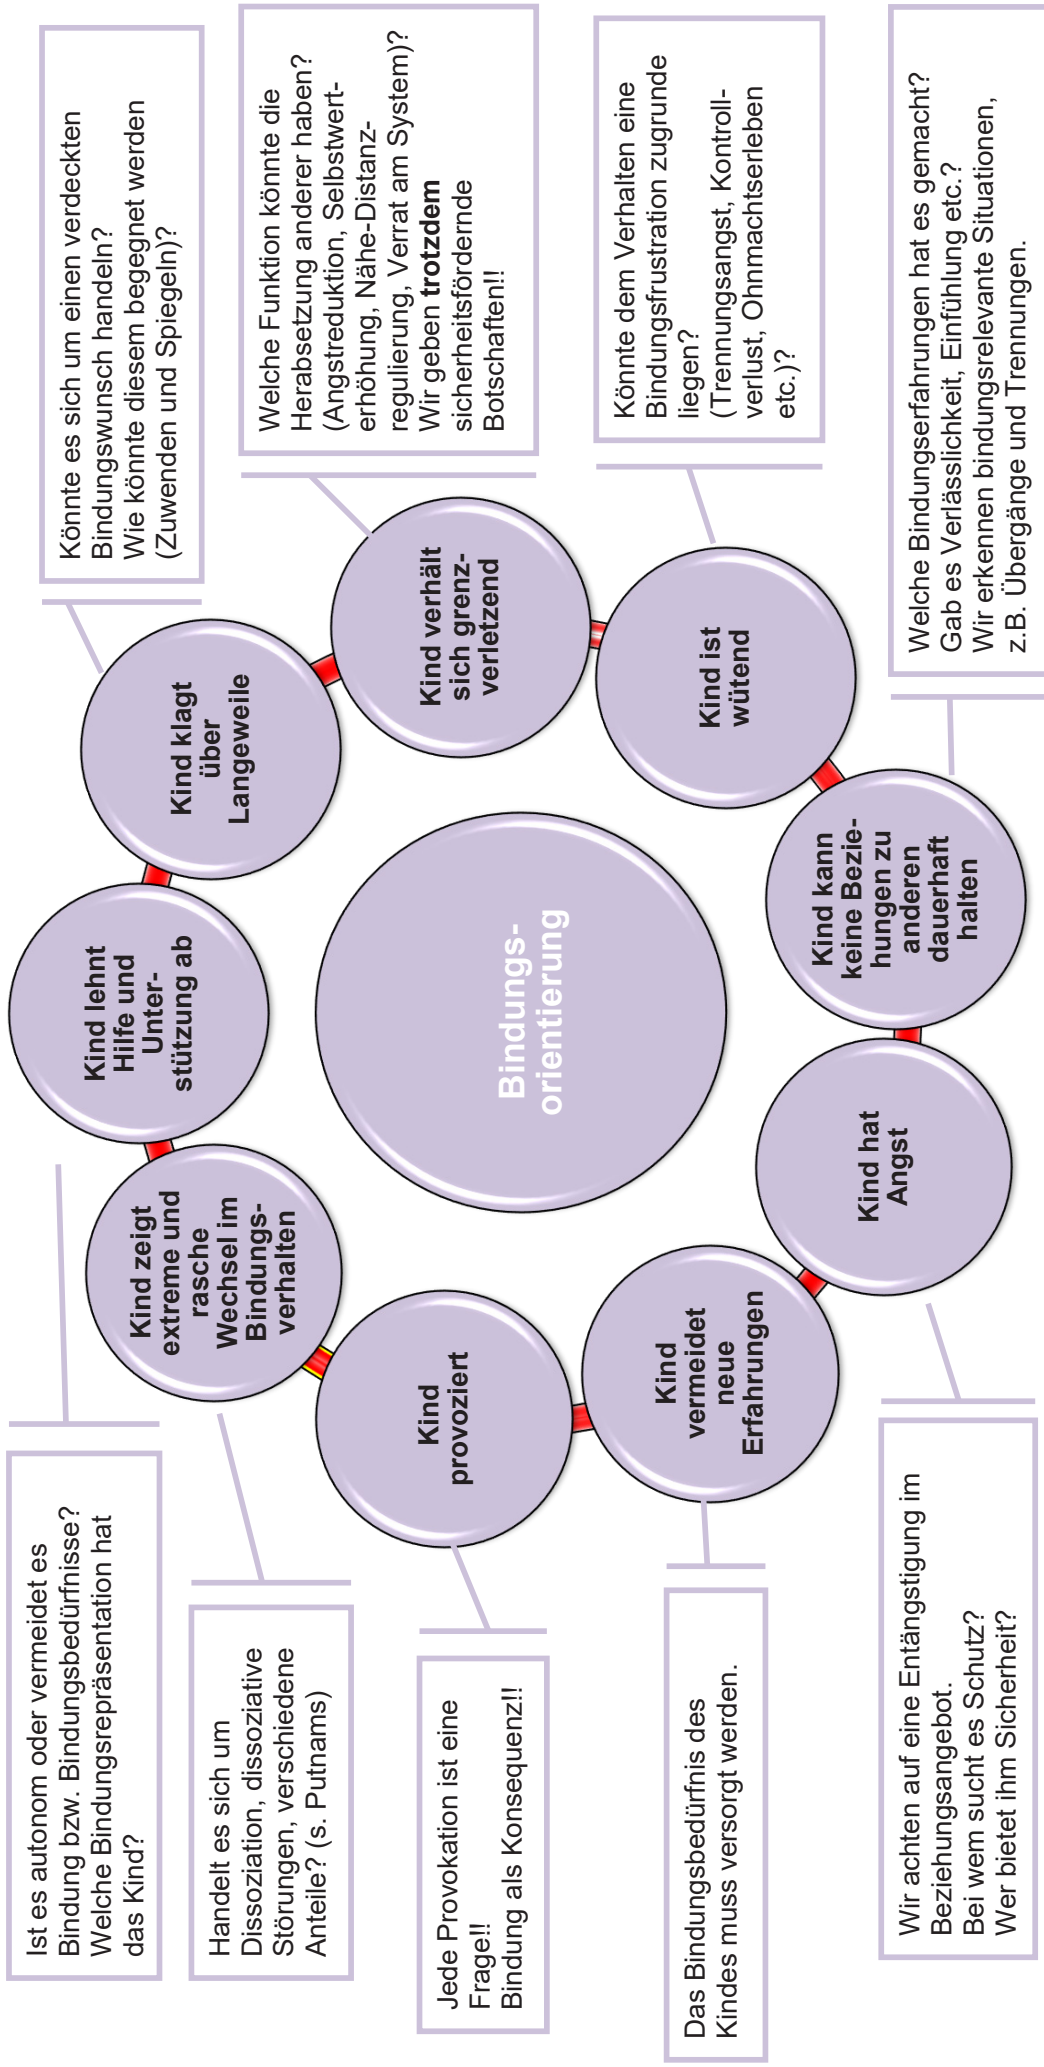 Ist es autonom oder vermeidet es
Bindung bzw. Bindungsbedürfnisse?
Welche Bindungsrepräsentation hat
das Kind?
Handelt es sich um
Dissoziation, dissoziative
Störungen, verschiedene
Anteile? (s. Putnams)
Jede Provokation ist eine
Frage!!
Bindung als Konsequenz!!
Das Bindungsbedürfnis des
Kindes muss versorgt werden.
Wir achten auf eine Entängstigung im
Beziehungsangebot.
Bei wem sucht es Schutz?
Wer bietet ihm Sicherheit?
Kind lehnt
Hilfe und
Unter-
stützung ab
Kind zeigt
extreme und
rasche
Wechsel im
Bindungs-
verhalten
Kind
provoziert
Kind
vermeidet
neue
Erfahrungen
Kind hat
Angst
Bindungs-
orientierung
Kind klagt
über
Langeweile
Kind verhält
sich grenz-
verletzend
Kind ist
wütend
Kind kann
keine Bezie-
hungen zu
anderen
dauerhaft
halten
Könnte es sich um einen verdeckten
Bindungswunsch handeln?
Wie könnte diesem begegnet werden
(Zuwenden und Spiegeln)?
Welche Funktion könnte die
Herabsetzung anderer haben?
(Angstreduktion, Selbstwert-
erhöhung, Nähe-Distanz-
regulierung, Verrat am System)?
Wir geben trotzdem
sicherheitsfördernde
Botschaften!!
Könnte dem Verhalten eine
Bindungsfrustration zugrunde
liegen?
(Trennungsangst, Kontroll-
verlust, Ohnmachtserleben
etc.)?
Welche Bindungserfahrungen hat es gemacht?
Gab es Verlässlichkeit, Einfühlung etc.?
Wir erkennen bindungsrelevante Situationen,
z.B. Übergänge und Trennungen.